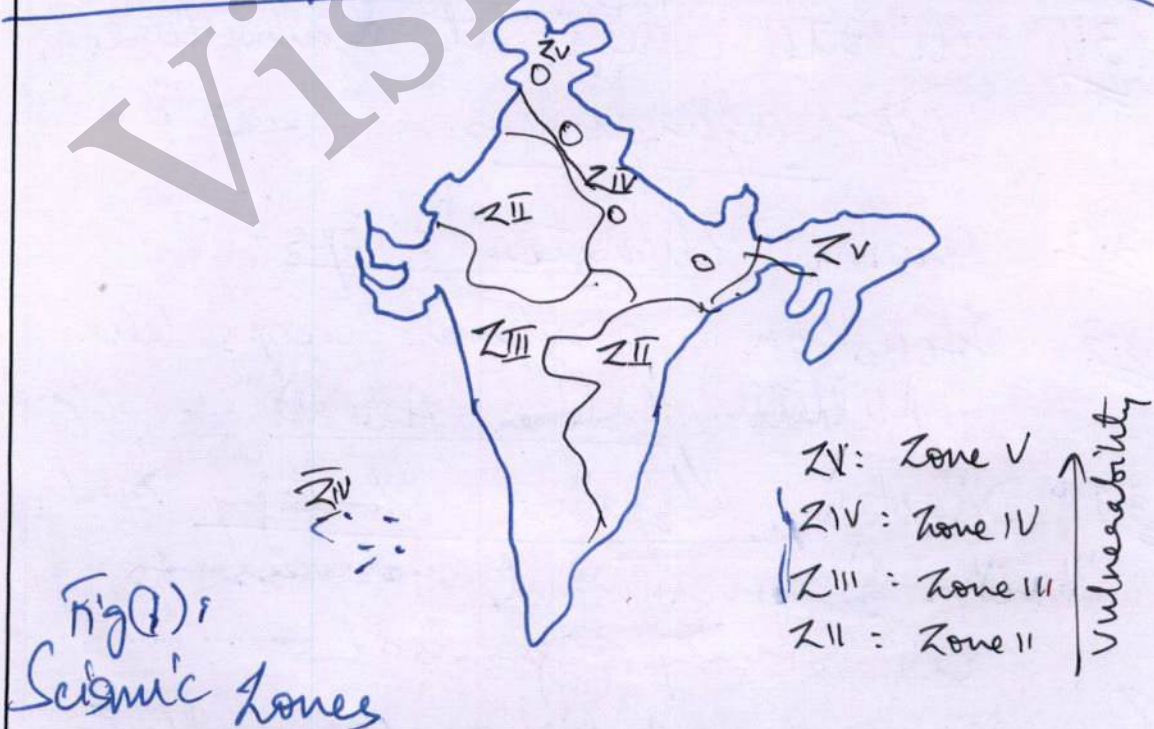 Vis
ZV
ZIV
ZII
ZV
ZIII
ZII
ZIV
ZV: Zone V
ZIV: Zone IV
ZIII: Zone III
ZII: Zone II
Vulnerability
Fig(1):
Seismic Zones